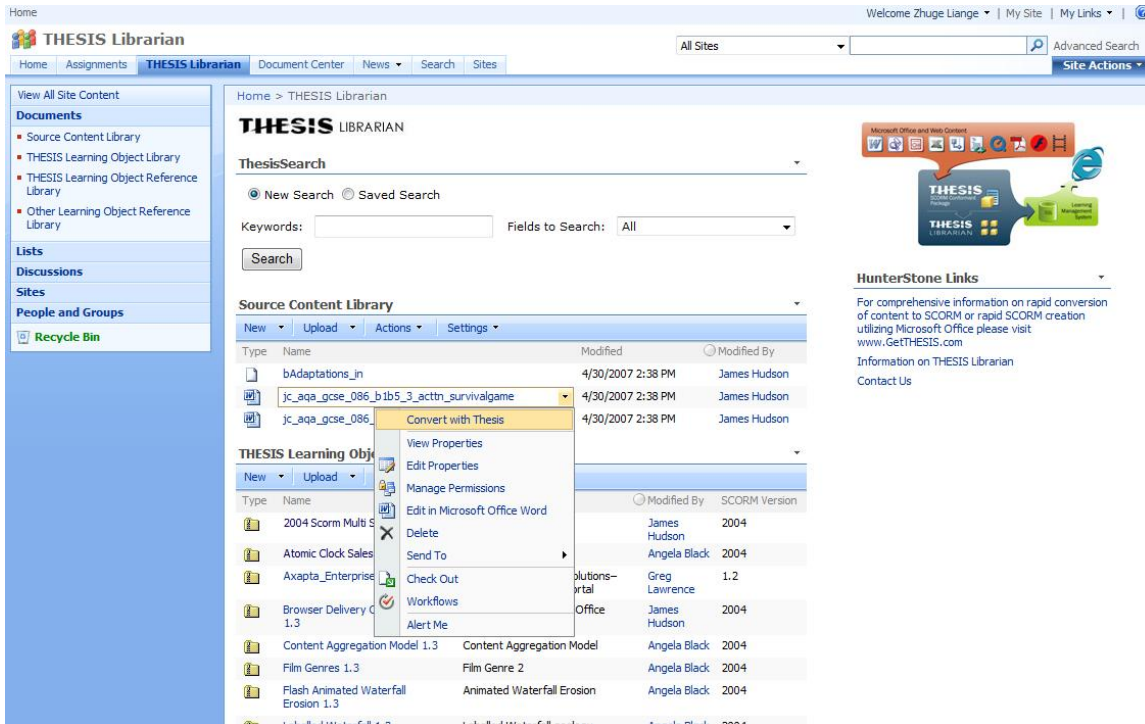 Home
Welcome Zhuge Liange | My Site | My Links |
THESIS Librarian
All Sites
Advanced Search
Home Assignments THESIS Librarian Document Center News Search Sites
Site Actions
View All Site Content
Documents
Source Content Library
THESIS Learning Object Library
THESIS Learning Object Reference
Library
Other Learning Object Reference
Library
Lists
Discussions
Sites
People and Groups
Recycle Bin
Home > THESIS Librarian
THESIS LIBRARIAN
ThesisSearch
New Search Saved Search
Keywords: Fields to Search: All
Search
Source Content Library
New Upload Actions Settings
Type Name Modified Modified By
bAdaptations_in 4/30/2007 2:38 PM James Hudson
jc_aqa_gcse_086_b1b5_3_acttn_survivalgame 4/30/2007 2:38 PM James Hudson
jc_aqa_gcse_086_ 4/30/2007 2:38 PM James Hudson
Convert with Thesis
View Properties
Edit Properties
Manage Permissions
Edit in Microsoft Office Word
Delete
Send To
Check Out
Workflows
Alert Me
THESIS Learning Obje
New Upload
Type Name Modified By SCORM Version
2004 Scorm Multi S James
Hudson 2004
Atomic Clock Sales Angela Black 2004
Axapta_Enterprise olutions–
ortal Greg
Lawrence 1.2
Browser Delivery C
1.3 Office James
Hudson 2004
Content Aggregation Model 1.3 Content Aggregation Model Angela Black 2004
Film Genres 1.3 Film Genre 2 Angela Black 2004
Flash Animated Waterfall
Erosion 1.3 Animated Waterfall Erosion Angela Black 2004
Microsoft Office and Web Content
THESIS
SCORM Conformant
Package
THESIS
LIBRARIAN
Learning
Management
System
HunterStone Links
For comprehensive information on rapid conversion
of content to SCORM or rapid SCORM creation
utilizing Microsoft Office please visit
www.GetTHESIS.com
Information on THESIS Librarian
Contact Us